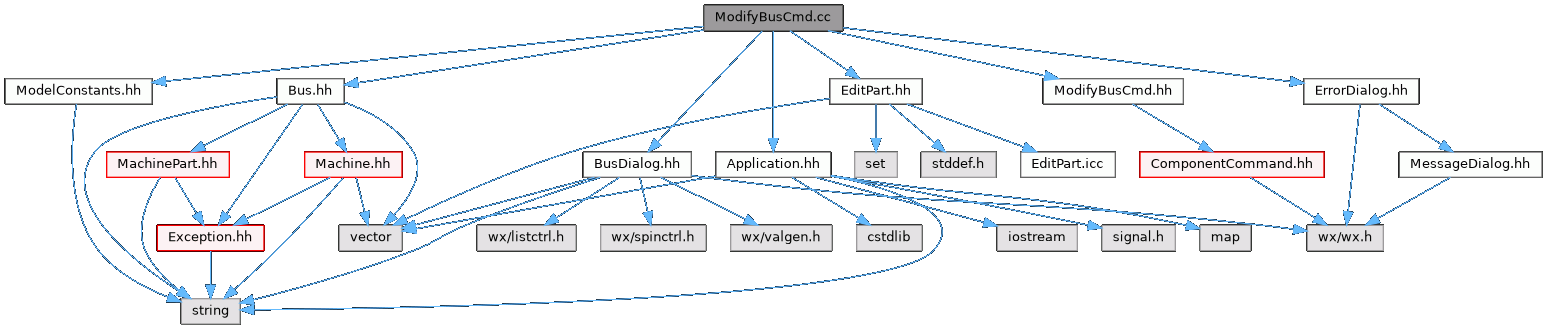 ModifyBusCmd.cc
ModelConstants.hh
Bus.hh
EditPart.hh
ModifyBusCmd.hh
ErrorDialog.hh
MachinePart.hh
Machine.hh
BusDialog.hh
Application.hh
set
stddef.h
EditPart.icc
ComponentCommand.hh
MessageDialog.hh
Exception.hh
vector
wx/listctrl.h
wx/spinctrl.h
wx/valgen.h
cstdlib
iostream
signal.h
map
wx/wx.h
string